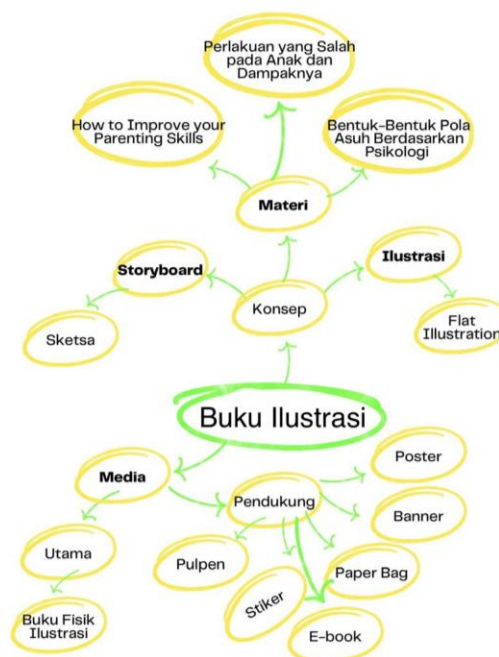 Perlakuan yang Salah
pada Anak dan
Dampaknya
How to Improve your
Parenting Skills
Bentuk-Bentuk Pola
Asuh Berdasarkan
Psikologi
Materi
Storyboard
Ilustrasi
Konsep
Sketsa
Flat
Illustration
Buku Ilustrasi
Media
Pendukung
Poster
Banner
Utama
Pulpen
Paper Bag
Stiker
Buku Fisik
Ilustrasi
E-book